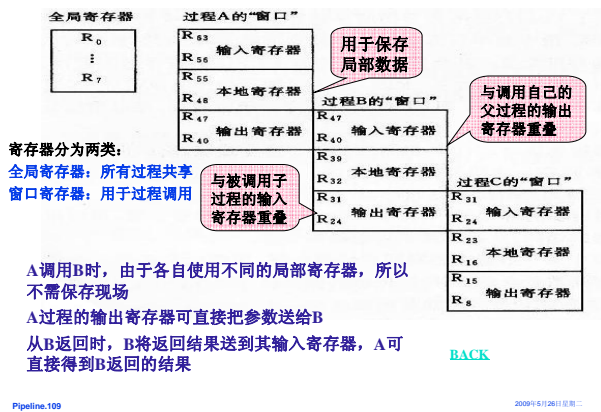 全局寄存器
R0
⋮
R7
过程A的“窗口”
R63
输入寄存器
R56
R55
本地寄存器
R48
R47
输出寄存器
R40
用于保存
局部数据
过程B的“窗口”
R47
输入寄存器
R40
R39
本地寄存器
R32
R31
输出寄存器
R24
与调用自己的
父过程的输出
寄存器重叠
寄存器分为两类：
全局寄存器：所有过程共享
窗口寄存器：用于过程调用
与被调用子
过程的输入
寄存器重叠
过程C的“窗口”
R31
输入寄存器
R24
R23
本地寄存器
R16
R15
输出寄存器
R8
A调用B时，由于各自使用不同的局部寄存器，所以
不需保存现场
A过程的输出寄存器可直接把参数送给B
从B返回时，B将返回结果送到其输入寄存器，A可
直接得到B返回的结果
BACK
Pipeline.109
2009年5月26日星期二